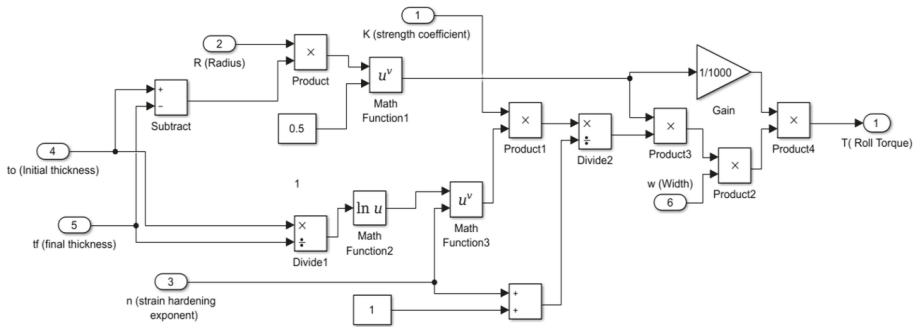 1
K (strength coefficient)
2
R (Radius)
×
Product
u^v
Math
Function1
1/1000
Gain
+
−
Subtract
0.5
×
Product1
×
÷
Divide2
×
Product3
×
Product4
1
T( Roll Torque)
4
to (Initial thickness)
1
ln u
Math
Function2
u^v
Math
Function3
w (Width)
6
×
Product2
5
tf (final thickness)
×
÷
Divide1
3
n (strain hardening
exponent)
1
+
+